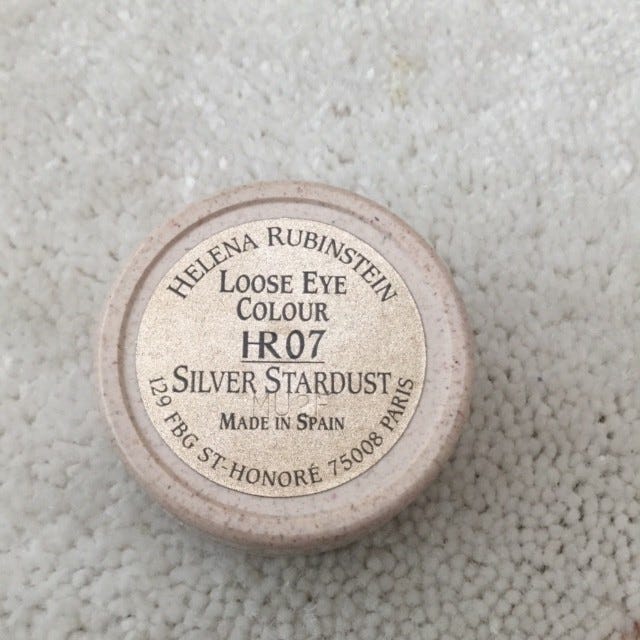 HELENA RUBINSTEIN
LOOSE EYE
COLOUR
HR07
SILVER STARDUST
MADE IN SPAIN
129 FBG ST-HONORÉ 75008 PARIS